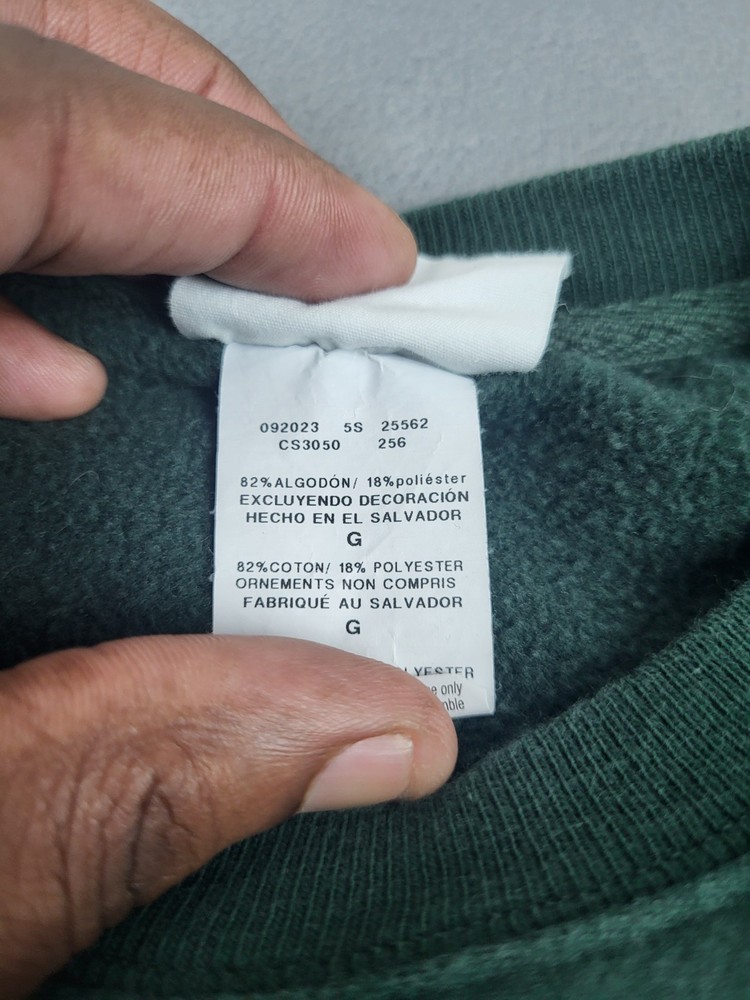 092023 5S 25562
CS3050 256
82%ALGODÓN/ 18%poliéster
EXCLUYENDO DECORACIÓN
HECHO EN EL SALVADOR
G
82%COTON/ 18% POLYESTER
ORNEMENTS NON COMPRIS
FABRIQUÉ AU SALVADOR
G
only